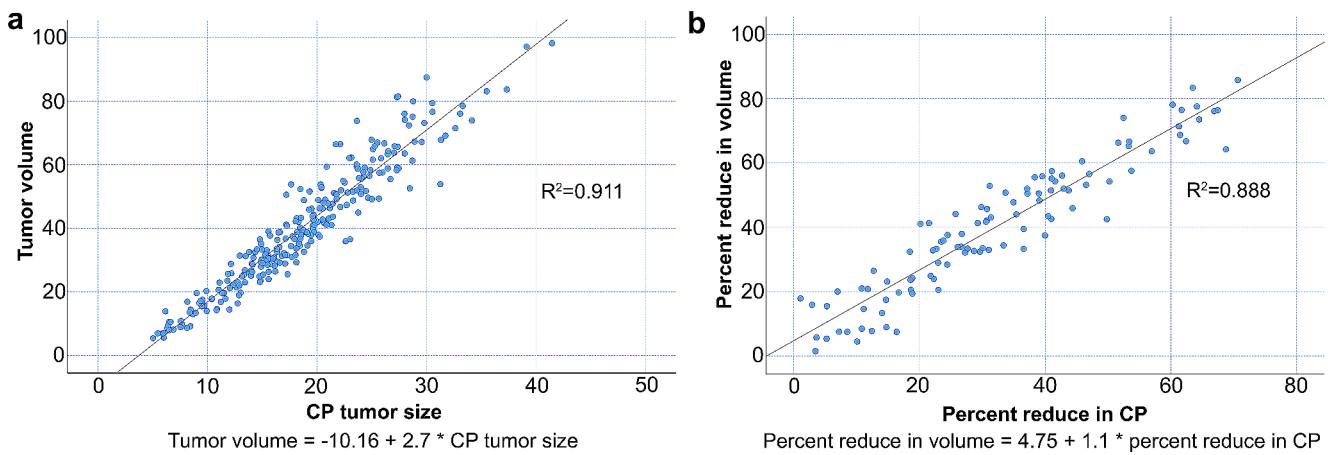 a
Tumor volume
100
80
60
40
20
0
R²=0.911
0 10 20 30 40 50
CP tumor size
Tumor volume = -10.16 + 2.7 * CP tumor size
b
Percent reduce in volume
100
80
60
40
20
0
R²=0.888
0 20 40 60 80
Percent reduce in CP
Percent reduce in volume = 4.75 + 1.1 * percent reduce in CP